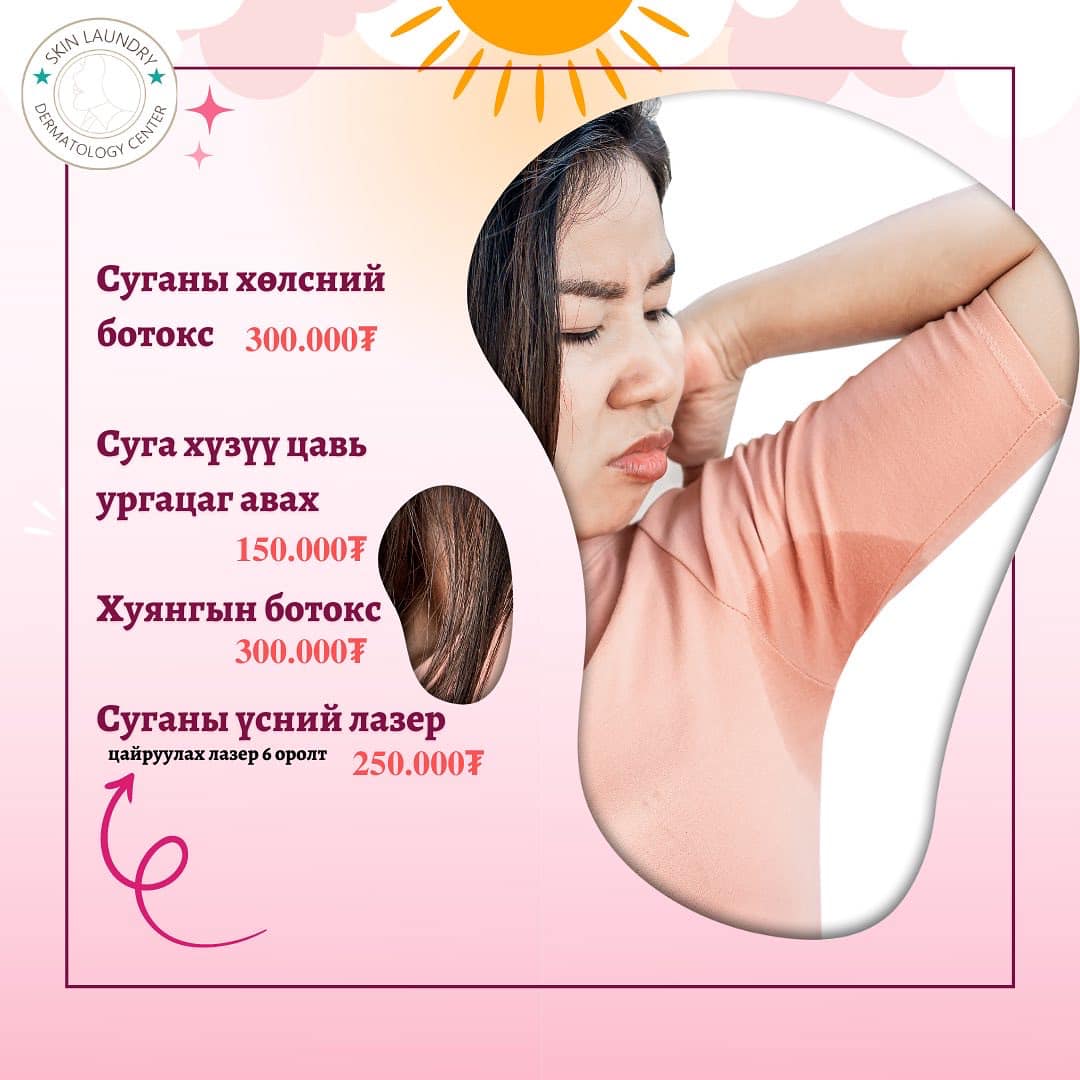 SKIN LAUNDRY
DERMATOLOGY CENTER
Суганы хөлсний
ботокс 300.000₮
Суга хүзүү цавь
ургацаг авах
150.000₮
Хуянгын ботокс
300.000₮
Суганы үсний лазер
цайруулах лазер 6 оролт 250.000₮